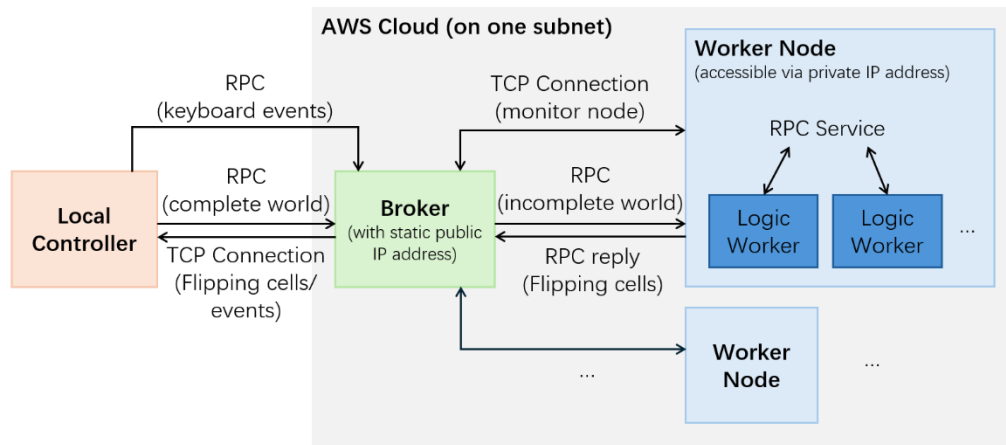 AWS Cloud (on one subnet)
Worker Node
(accessible via private IP address)
RPC
(keyboard events)
TCP Connection
(monitor node)
RPC Service
Local
Controller
RPC
(complete world)
TCP Connection
(Flipping cells/
events)
Broker
(with static public
IP address)
RPC
(incomplete world)
RPC reply
(Flipping cells)
Logic
Worker
Logic
Worker
...
Worker
Node
...
...